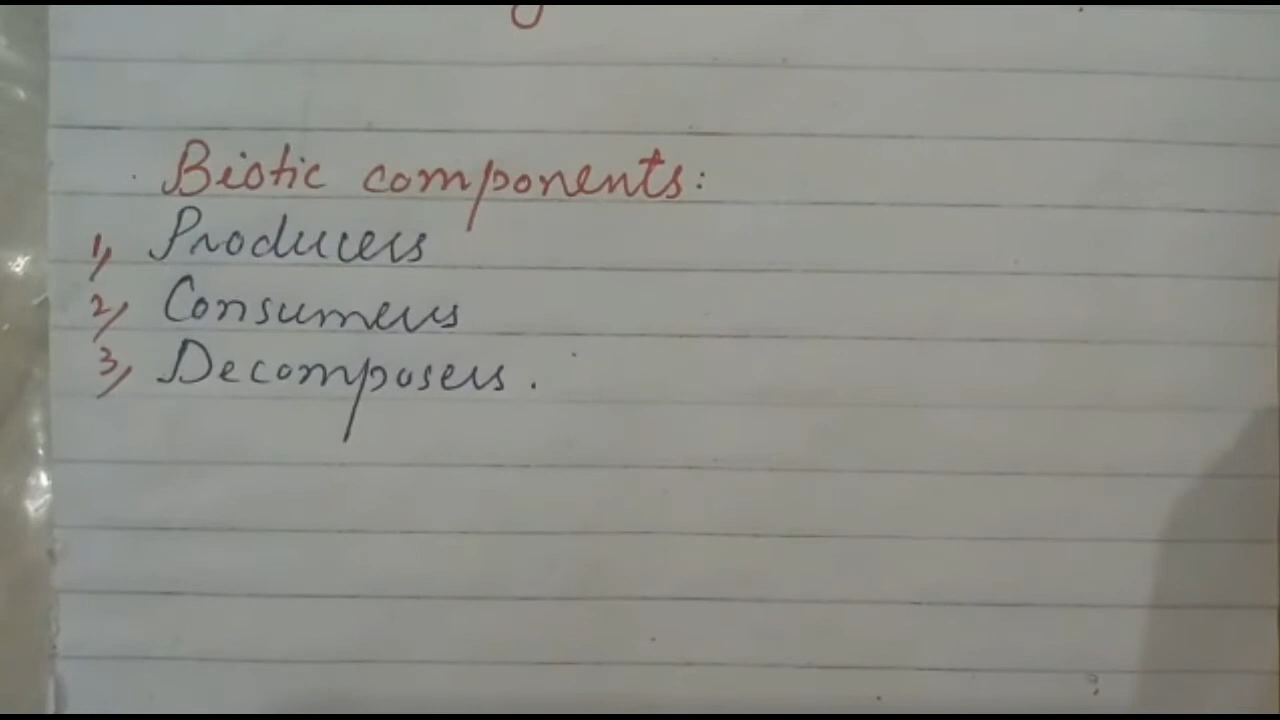 Biotic components:
1, Producers
2, Consumers
3, Decomposers.